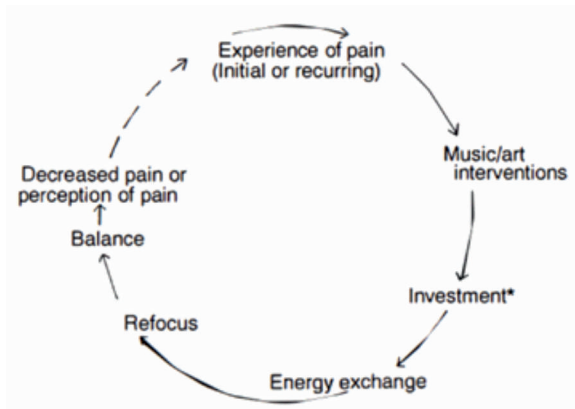 Experience of pain
(Initial or recurring)
Music/art
interventions
Investment*
Energy exchange
Refocus
Balance
Decreased pain or
perception of pain